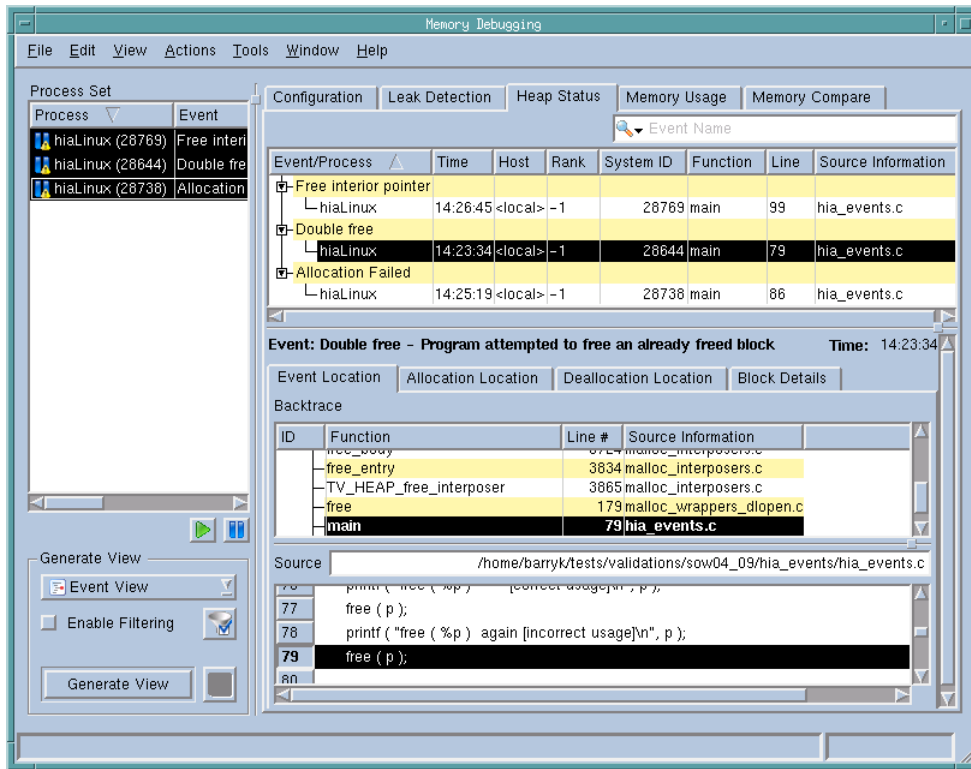 Memory Debugging
File Edit View Actions Tools Window Help
Process Set
Process Event
hiaLinux (28769) Free interi
hiaLinux (28644) Double fre
hiaLinux (28738) Allocation
Generate View
Event View
Enable Filtering
Generate View
Configuration Leak Detection Heap Status Memory Usage Memory Compare
Event Name
Event/Process Time Host Rank System ID Function Line Source Information
Free interior pointer
hiaLinux 14:26:45 <local> -1 28769 main 99 hia_events.c
Double free
hiaLinux 14:23:34 <local> -1 28644 main 79 hia_events.c
Allocation Failed
hiaLinux 14:25:19 <local> -1 28738 main 86 hia_events.c
Event: Double free - Program attempted to free an already freed block Time: 14:23:34
Event Location Allocation Location Deallocation Location Block Details
Backtrace
ID Function Line # Source Information
free_body malloc_interposers.c
free_entry 3834 malloc_interposers.c
TV_HEAP_free_interposer 3865 malloc_interposers.c
free 179 malloc_wrappers_dlopen.c
main 79 hia_events.c
Source /home/barryk/tests/validations/sow04_09/hia_events/hia_events.c
printf ( "free ( %p ) [correct usage]\n", p );
77 free ( p );
78 printf ( "free ( %p ) again [incorrect usage]\n", p );
79 free ( p );
80